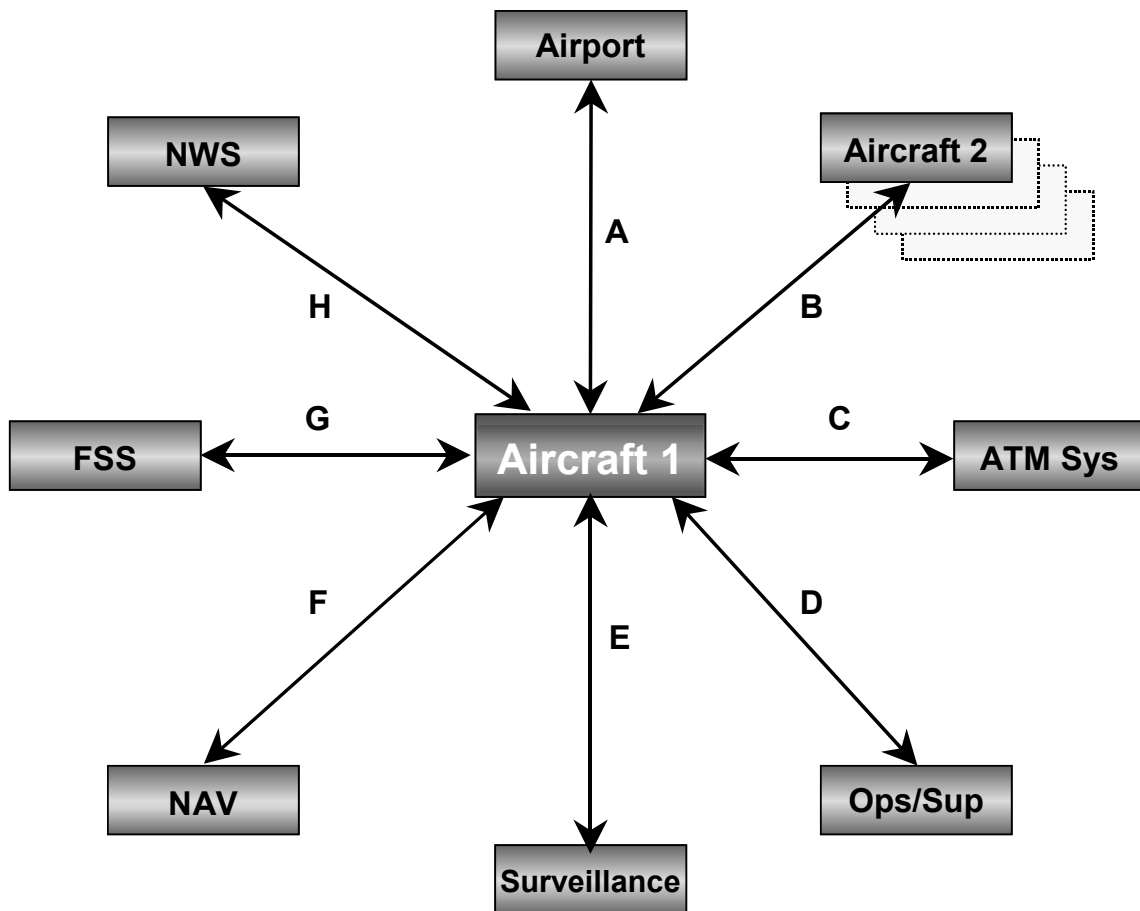 Airport
NWS
Aircraft 2
A
H
B
G
C
FSS
Aircraft 1
ATM Sys
F
D
E
NAV
Ops/Sup
Surveillance